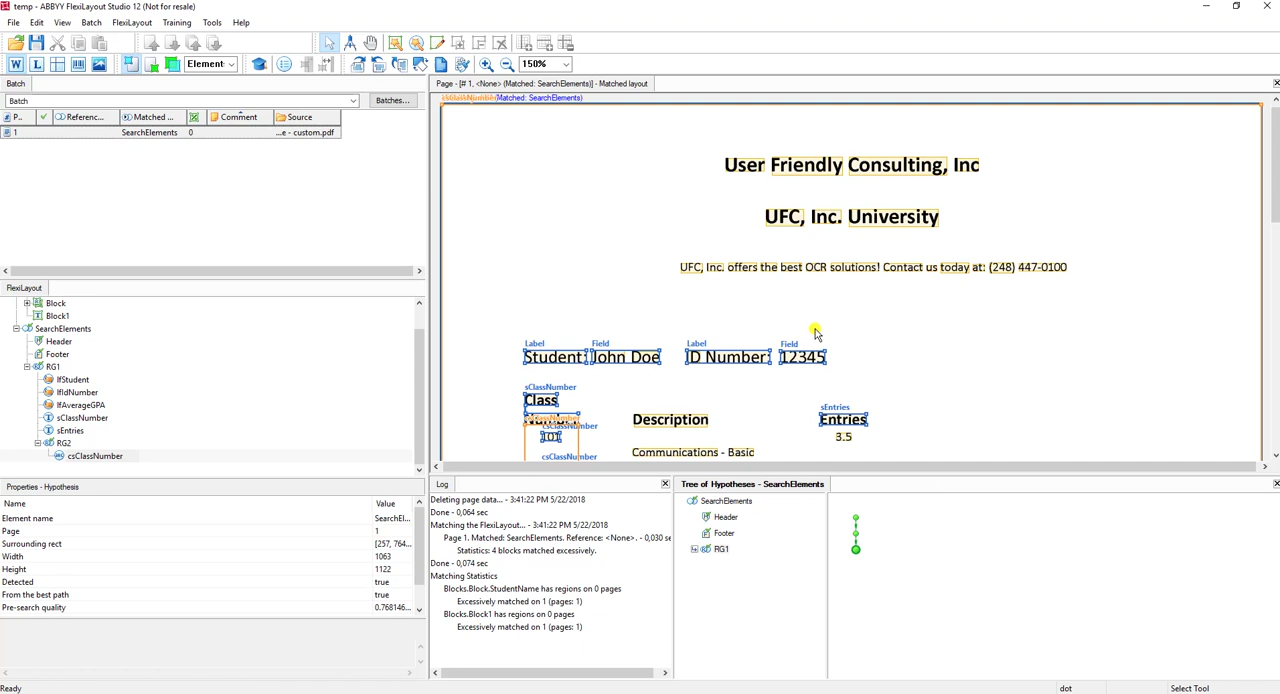 temp - ABBYY FlexiLayout Studio 12 (Not for resale)
File Edit View Batch FlexiLayout Training Tools Help
W L Element 150%
Batch
Page - [# 1, <None> (Matched: SearchElements)] - Matched layout
Batch Batches...
csClassNumber(Matched: SearchElements)
P.. Referenc... Matched ... Comment Source
1 SearchElements 0 ...e - custom.pdf
User Friendly Consulting, Inc
UFC, Inc. University
UFC, Inc. offers the best OCR solutions! Contact us today at: (248) 447-0100
Label Field Label Field
Student: John Doe ID Number: 12345
sClassNumber
Class
sEntries
Description Entries
csClassNumber
101 3.5
csClassNumber
Communications - Basic
FlexiLayout
Block
Block1
SearchElements
Header
Footer
RG1
lfStudent
lfIdNumber
lfAverageGPA
sClassNumber
sEntries
RG2
csClassNumber
Properties - Hypothesis
Name Value
Element name SearchEl...
Page 1
Surrounding rect [257, 764...
Width 1063
Height 1122
Detected true
From the best path true
Pre-search quality 0.768146...
Log
Deleting page data... - 3:41:22 PM 5/22/2018
Done - 0,064 sec
Matching the FlexiLayout... - 3:41:22 PM 5/22/2018
Page 1. Matched: SearchElements. Reference: <None>. - 0,030 se
Statistics: 4 blocks matched excessively.
Done - 0,074 sec
Matching Statistics
Blocks.Block.StudentName has regions on 0 pages
Excessively matched on 1 (pages: 1)
Blocks.Block1 has regions on 0 pages
Excessively matched on 1 (pages: 1)
Tree of Hypotheses - SearchElements
SearchElements
Header
Footer
RG1
Ready dot Select Tool